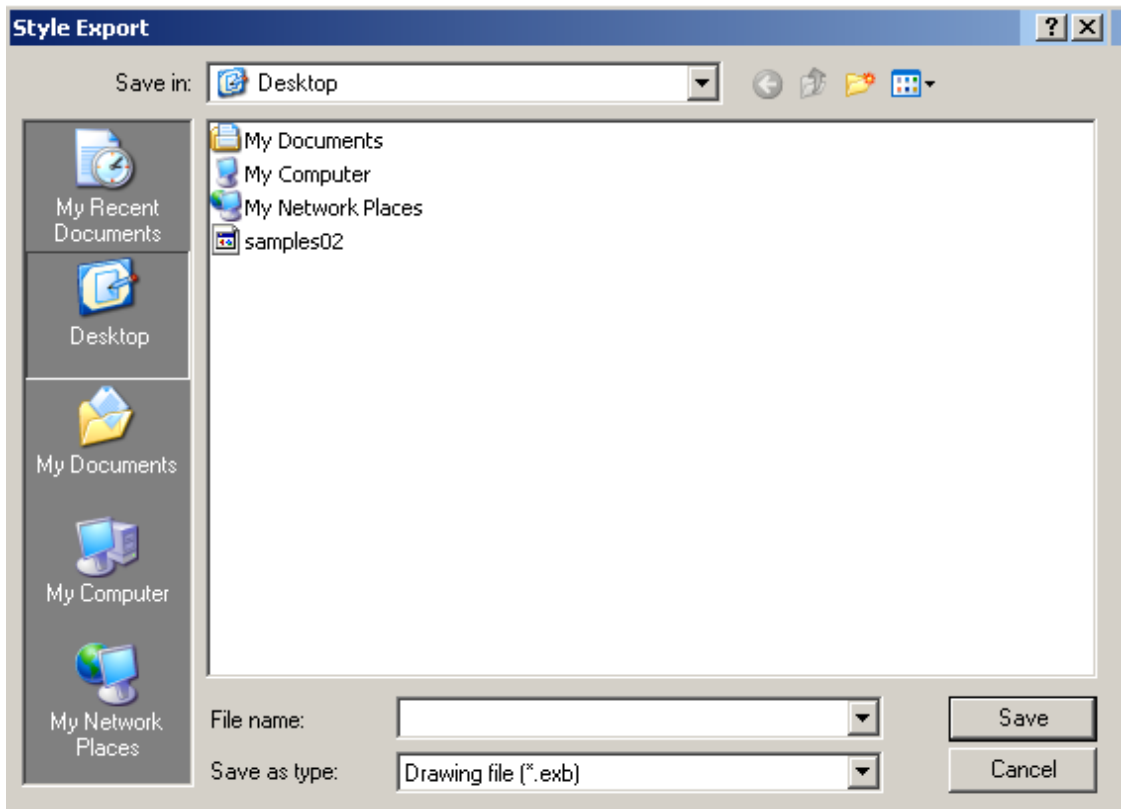 Style Export
Save in:
Desktop
My Recent
Documents
Desktop
My Documents
My Computer
My Network
Places
My Documents
My Computer
My Network Places
samples02
File name:
Save
Save as type:
Drawing file (*.exb)
Cancel